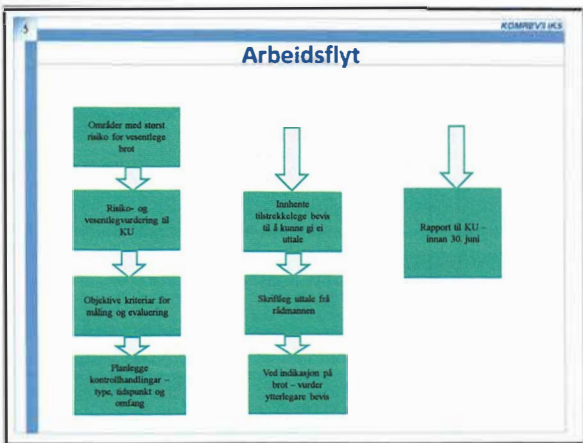 5
KOMREV3 IKS
Arbeidsflyt
Områder med størst
risiko for vesentlege
brot
Risiko- og
vesentlegvurdering til
KU
Objektive kriteriar for
måling og evaluering
Planlegge
kontrollhandlingar –
type, tidspunkt og
omfang
Innhente
tilstrekkelege bevis
til å kunne gi ei
uttale
Skriftleg uttale frå
rådmannen
Ved indikasjon på
brot – vurder
ytterlegare bevis
Rapport til KU –
innan 30. juni